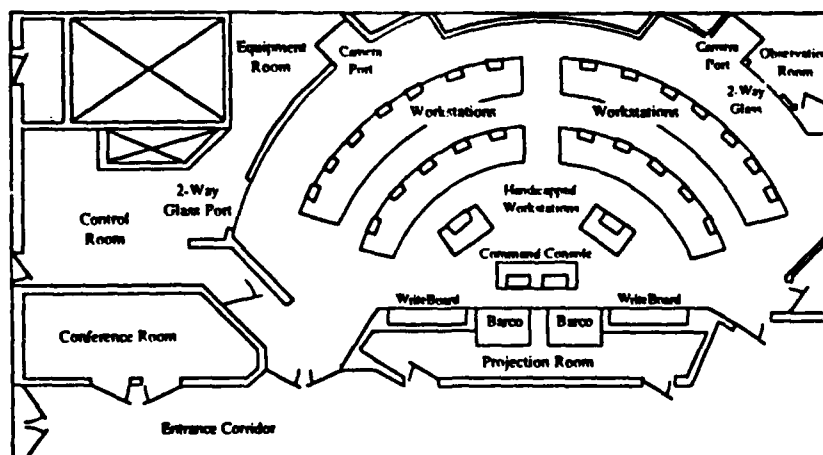 Equipment
Room
Camera
Port
Camera
Port
Observation
Room
2-Way
Glass
Workstations
Workstations
2-Way
Glass Port
Control
Room
Handicapped
Workstations
Command Console
WriteBoard
WriteBoard
Barco
Barco
Conference Room
Projection Room
Entrance Corridor